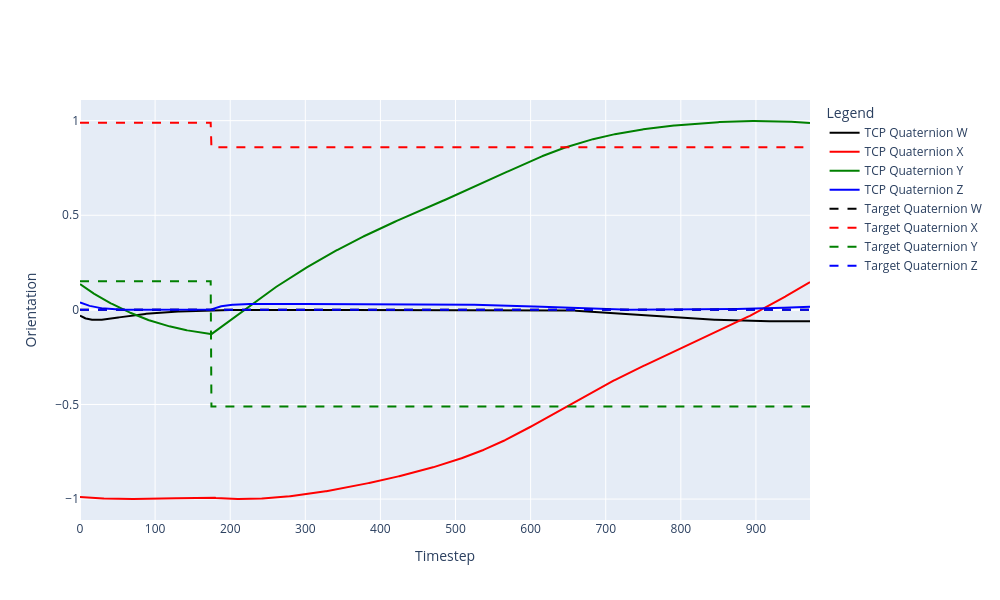 Legend
TCP Quaternion W
TCP Quaternion X
TCP Quaternion Y
TCP Quaternion Z
Target Quaternion W
Target Quaternion X
Target Quaternion Y
Target Quaternion Z
Orientation
1
0.5
0
−0.5
−1
0 100 200 300 400 500 600 700 800 900
Timestep